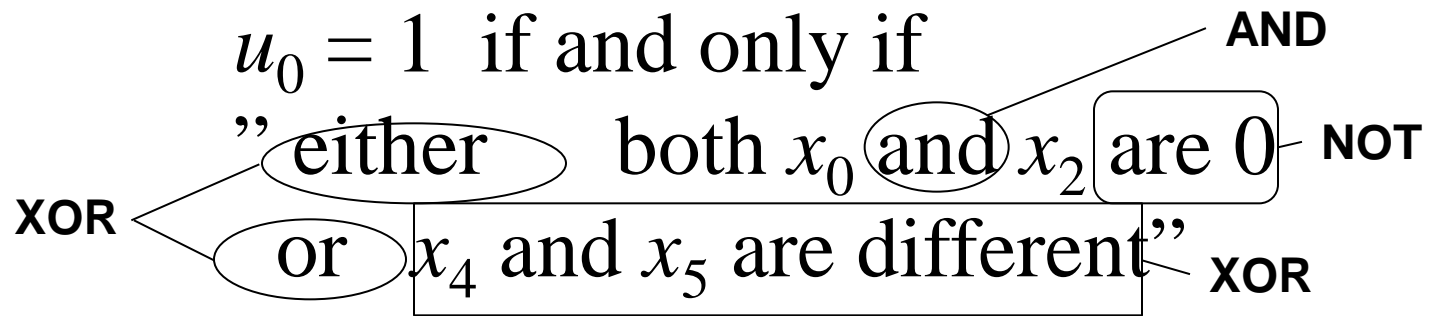 u₀ = 1 if and only if
AND
” either both x₀ and x₂ are 0
NOT
XOR
or x₄ and x₅ are different”
XOR